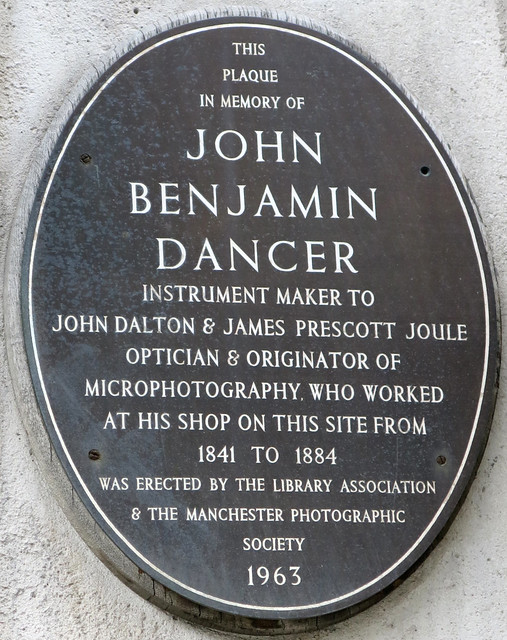 THIS
PLAQUE
IN MEMORY OF
JOHN
BENJAMIN
DANCER
INSTRUMENT MAKER TO
JOHN DALTON & JAMES PRESCOTT JOULE
OPTICIAN & ORIGINATOR OF
MICROPHOTOGRAPHY, WHO WORKED
AT HIS SHOP ON THIS SITE FROM
1841 TO 1884
WAS ERECTED BY THE LIBRARY ASSOCIATION
& THE MANCHESTER PHOTOGRAPHIC
SOCIETY
1963